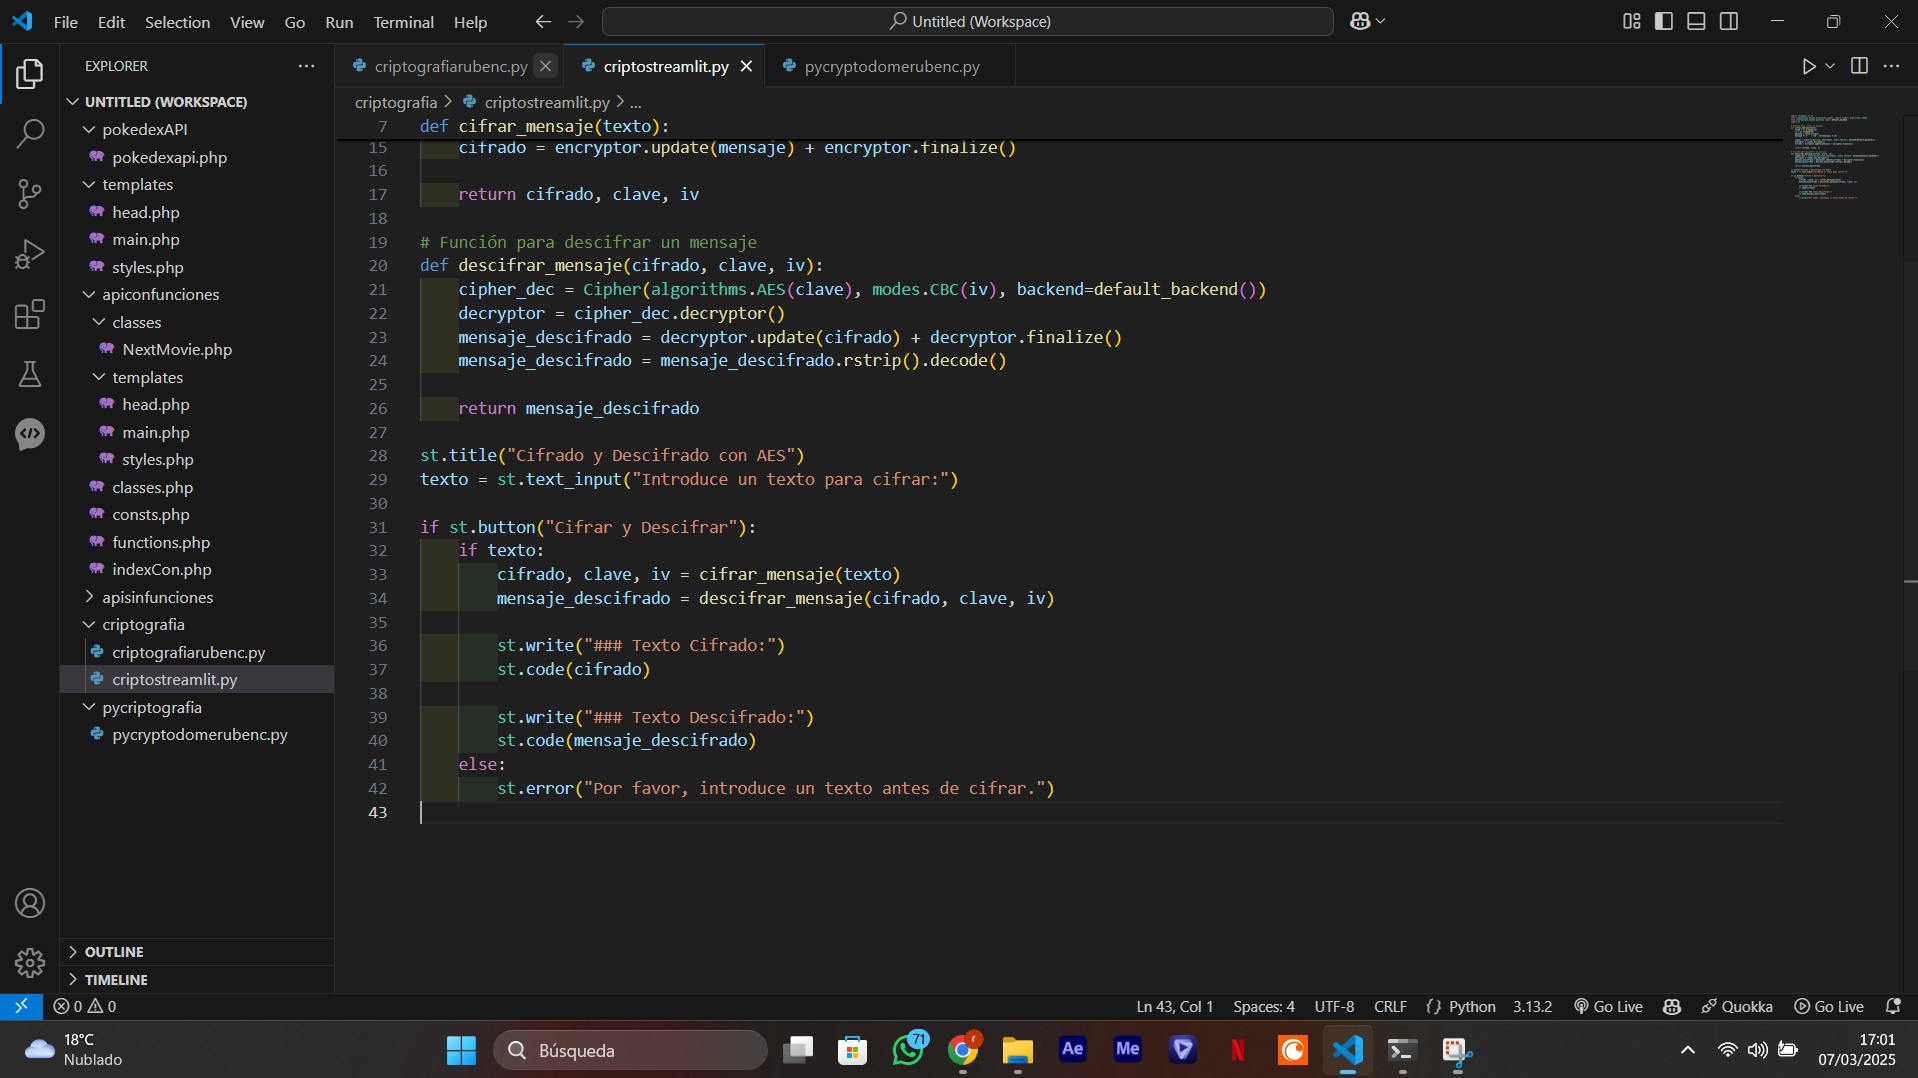 File Edit Selection View Go Run Terminal Help
Untitled (Workspace)
EXPLORER
UNTITLED (WORKSPACE)
pokedexAPI
pokedexapi.php
templates
head.php
main.php
styles.php
apiconfunciones
classes
NextMovie.php
templates
head.php
main.php
styles.php
classes.php
consts.php
functions.php
indexCon.php
apisinfunciones
criptografia
criptografiarubenc.py
criptostreamlit.py
pycriptografia
pycryptodomerubenc.py
OUTLINE
TIMELINE
criptografiarubenc.py criptostreamlit.py pycryptodomerubenc.py
criptografia > criptostreamlit.py > ...
7 def cifrar_mensaje(texto):
15 cifrado = encryptor.update(mensaje) + encryptor.finalize()
16
17 return cifrado, clave, iv
18
19 # Función para descifrar un mensaje
20 def descifrar_mensaje(cifrado, clave, iv):
21 cipher_dec = Cipher(algorithms.AES(clave), modes.CBC(iv), backend=default_backend())
22 decryptor = cipher_dec.decryptor()
23 mensaje_descifrado = decryptor.update(cifrado) + decryptor.finalize()
24 mensaje_descifrado = mensaje_descifrado.rstrip().decode()
25
26 return mensaje_descifrado
27
28 st.title("Cifrado y Descifrado con AES")
29 texto = st.text_input("Introduce un texto para cifrar:")
30
31 if st.button("Cifrar y Descifrar"):
32 if texto:
33 cifrado, clave, iv = cifrar_mensaje(texto)
34 mensaje_descifrado = descifrar_mensaje(cifrado, clave, iv)
35
36 st.write("### Texto Cifrado:")
37 st.code(cifrado)
38
39 st.write("### Texto Descifrado:")
40 st.code(mensaje_descifrado)
41 else:
42 st.error("Por favor, introduce un texto antes de cifrar.")
43
0 0 Ln 43, Col 1 Spaces: 4 UTF-8 CRLF {} Python 3.13.2 Go Live Quokka Go Live
18°C
Nublado
Búsqueda
71
r
Ae
Me
N
17:01
07/03/2025